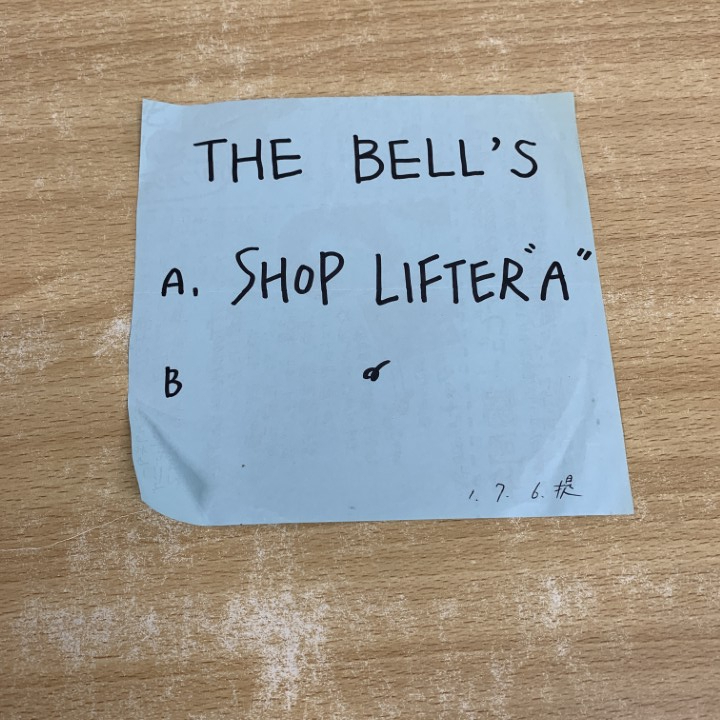 THE BELL'S
A. SHOP LIFTER "A"
B 〃
1. 7. 6. 提